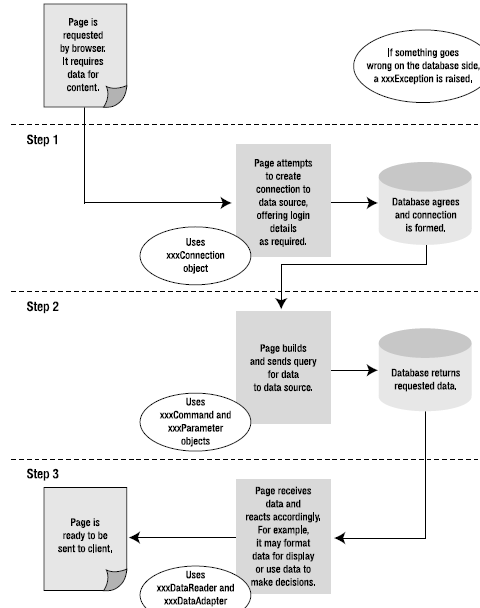 Page is
requested
by browser.
It requires
data for
content.
If something goes
wrong on the database side,
a xxxException is raised.
Step 1
Page attempts
to create
connection to
data source,
offering login
details
as required.
Database agrees
and connection
is formed.
Uses
xxxConnection
object
Step 2
Page builds
and sends query
for data
to data source.
Database returns
requested data.
Uses
xxxCommand and
xxxParameter
objects
Step 3
Page is
ready to be
sent to client.
Page receives
data and
reacts accordingly.
For example,
it may format
data for display
or use data to
make decisions.
Uses
xxxDataReader and
xxxDataAdapter